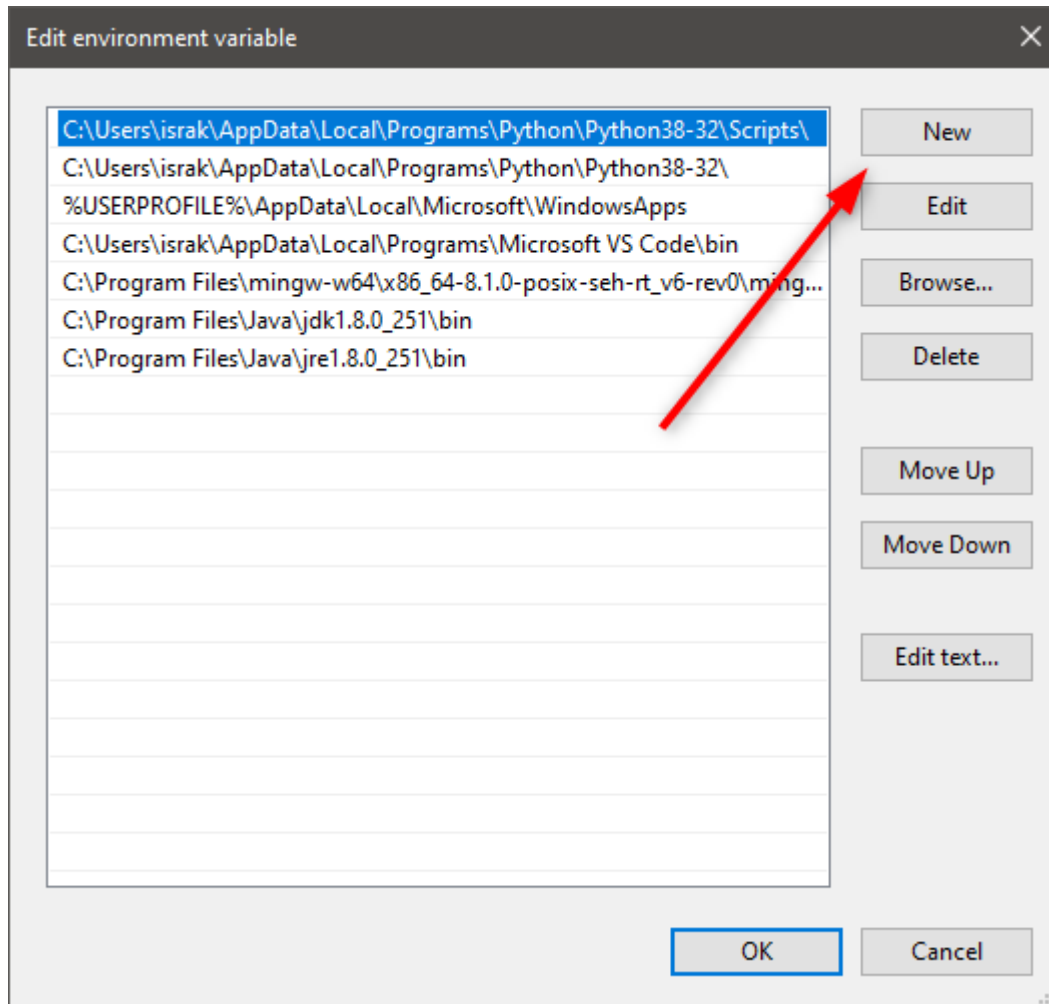 Edit environment variable
C:\Users\israk\AppData\Local\Programs\Python\Python38-32\Scripts\
C:\Users\israk\AppData\Local\Programs\Python\Python38-32\
%USERPROFILE%\AppData\Local\Microsoft\WindowsApps
C:\Users\israk\AppData\Local\Programs\Microsoft VS Code\bin
C:\Program Files\mingw-w64\x86_64-8.1.0-posix-seh-rt_v6-rev0\ming...
C:\Program Files\Java\jdk1.8.0_251\bin
C:\Program Files\Java\jre1.8.0_251\bin
New
Edit
Browse...
Delete
Move Up
Move Down
Edit text...
OK
Cancel